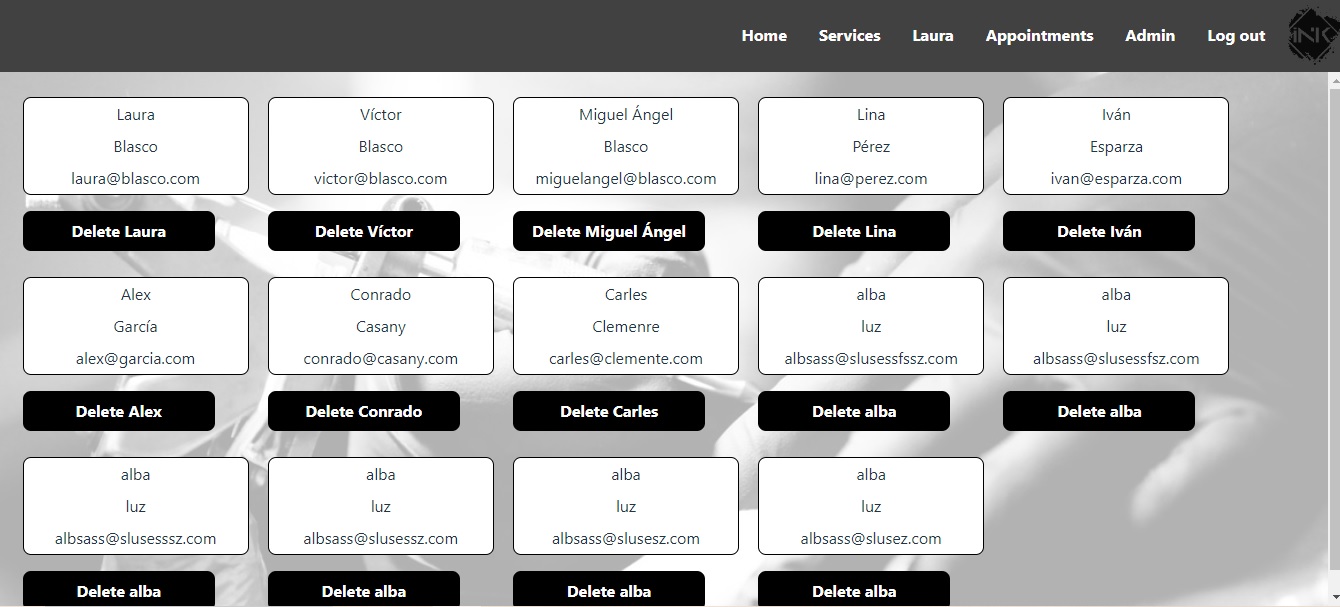 Home Services Laura Appointments Admin Log out INK
Laura Víctor Miguel Ángel Lina Iván
Blasco Blasco Blasco Pérez Esparza
laura@blasco.com victor@blasco.com miguelangel@blasco.com lina@perez.com ivan@esparza.com
Delete Laura Delete Víctor Delete Miguel Ángel Delete Lina Delete Iván
Alex Conrado Carles alba alba
García Casany Clemenre luz luz
alex@garcia.com conrado@casany.com carles@clemente.com albsass@slusessfssz.com albsass@slusessfsz.com
Delete Alex Delete Conrado Delete Carles Delete alba Delete alba
alba alba alba alba
luz luz luz luz
albsass@slusesssz.com albsass@slusessz.com albsass@slusesz.com albsass@slusez.com
Delete alba Delete alba Delete alba Delete alba